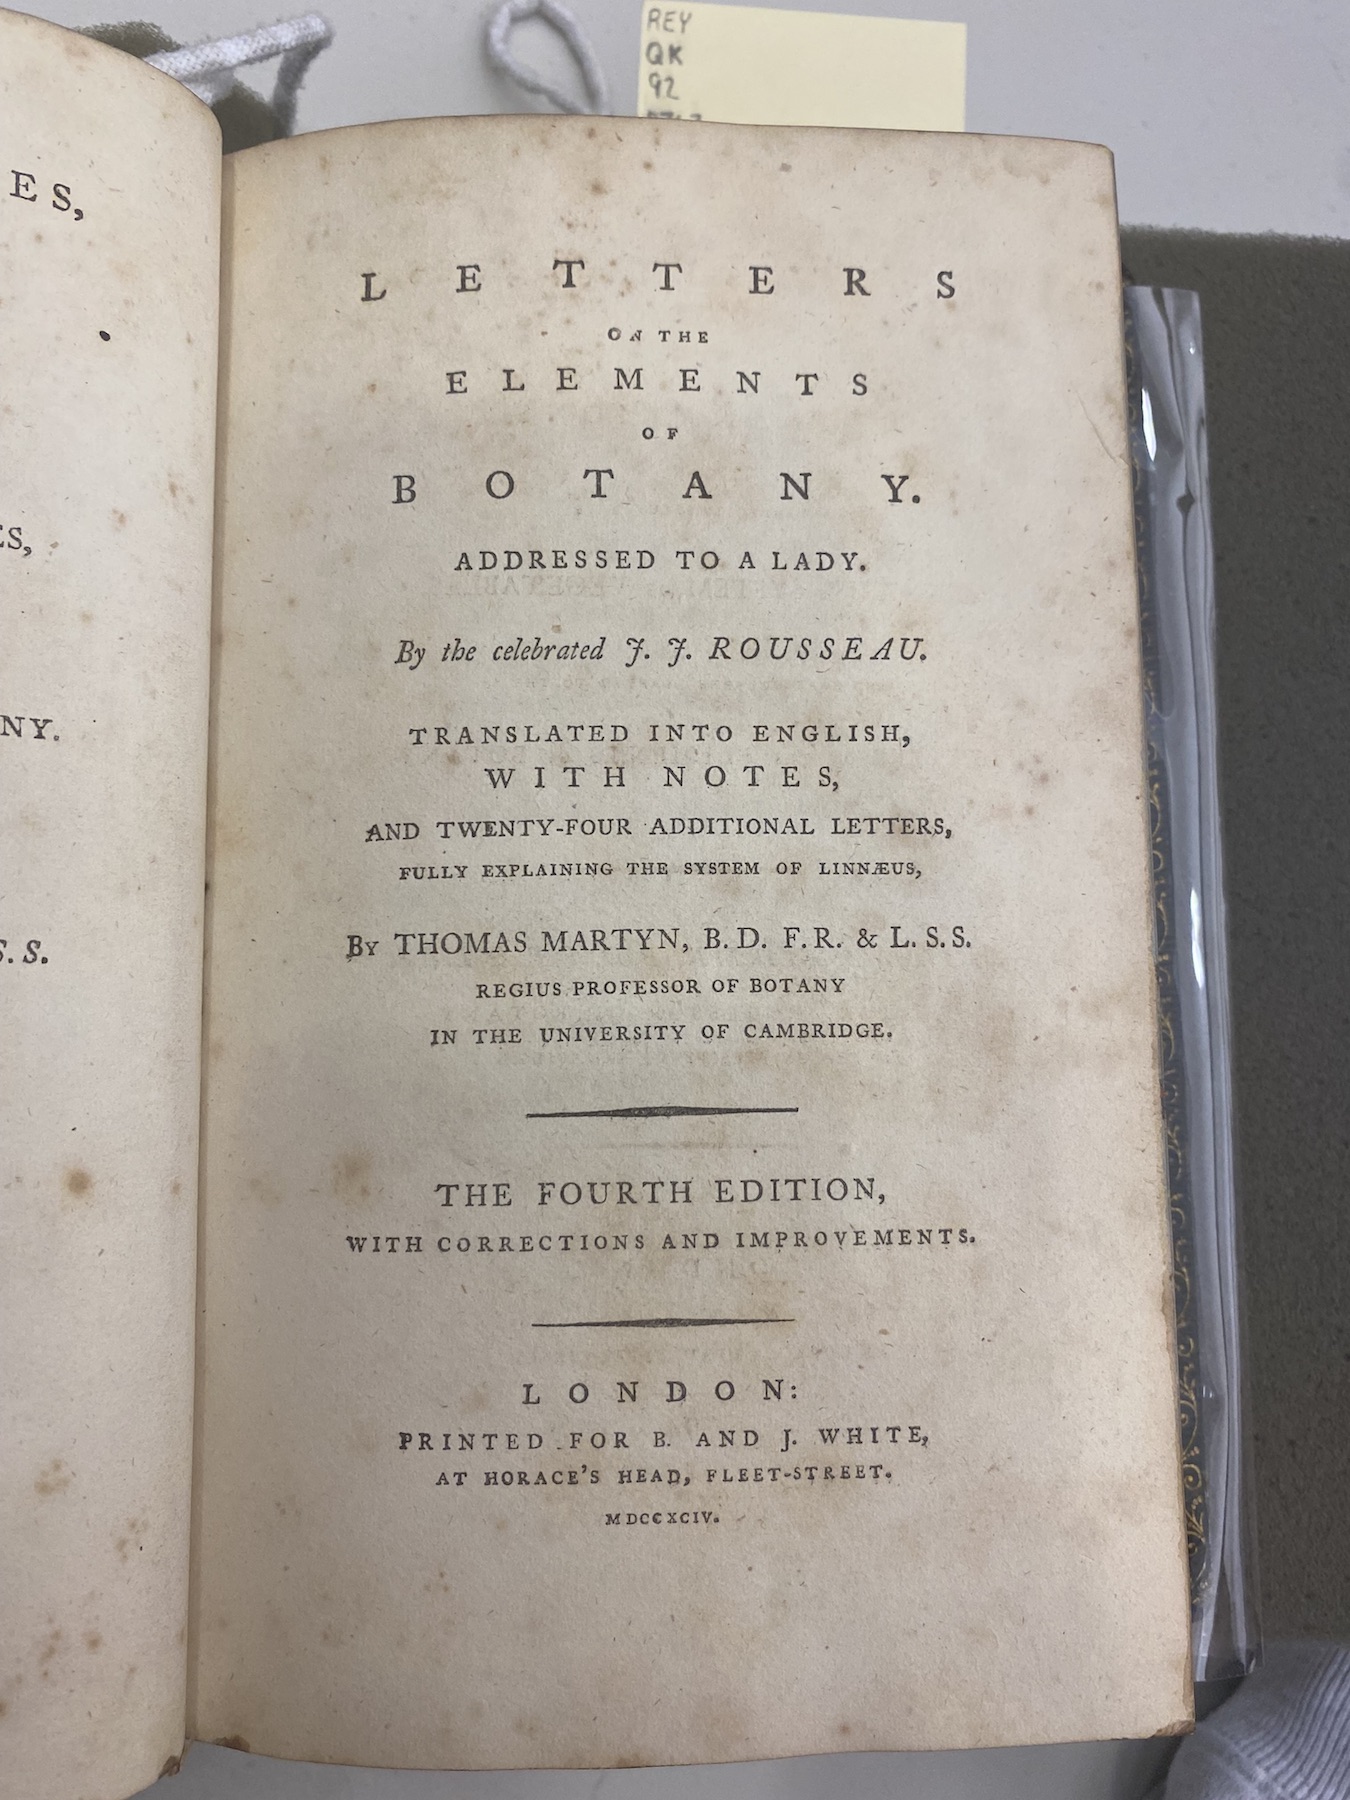 REY
QK
92
ES,
ES,
NY.
S. S.
LETTERS
ON THE
ELEMENTS
OF
BOTANY.
ADDRESSED TO A LADY.
By the celebrated J. J. ROUSSEAU.
TRANSLATED INTO ENGLISH,
WITH NOTES,
AND TWENTY-FOUR ADDITIONAL LETTERS,
FULLY EXPLAINING THE SYSTEM OF LINNÆUS,
By THOMAS MARTYN, B.D. F.R. & L.S.S.
REGIUS PROFESSOR OF BOTANY
IN THE UNIVERSITY OF CAMBRIDGE.
THE FOURTH EDITION,
WITH CORRECTIONS AND IMPROVEMENTS.
LONDON:
PRINTED FOR B. AND J. WHITE,
AT HORACE'S HEAD, FLEET-STREET.
MDCCXCIV.